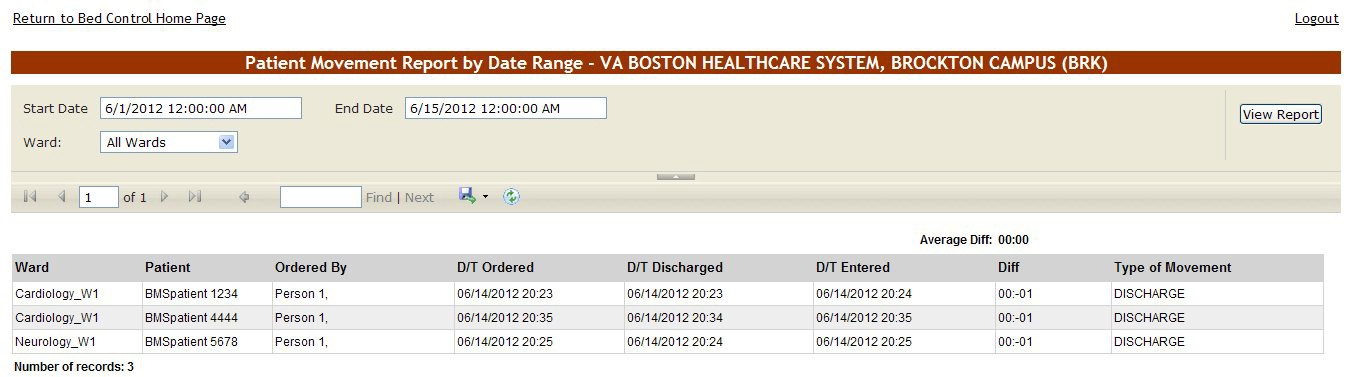 Return to Bed Control Home Page Logout
Patient Movement Report by Date Range - VA BOSTON HEALTHCARE SYSTEM, BROCKTON CAMPUS (BRK)
Start Date 6/1/2012 12:00:00 AM End Date 6/15/2012 12:00:00 AM View Report
Ward: All Wards
1 of 1 Find | Next
Average Diff: 00:00
Ward Patient Ordered By D/T Ordered D/T Discharged D/T Entered Diff Type of Movement
Cardiology_W1 BMSpatient 1234 Person 1, 06/14/2012 20:23 06/14/2012 20:23 06/14/2012 20:24 00:-01 DISCHARGE
Cardiology_W1 BMSpatient 4444 Person 1, 06/14/2012 20:35 06/14/2012 20:34 06/14/2012 20:35 00:-01 DISCHARGE
Neurology_W1 BMSpatient 5678 Person 1, 06/14/2012 20:25 06/14/2012 20:24 06/14/2012 20:25 00:-01 DISCHARGE
Number of records: 3